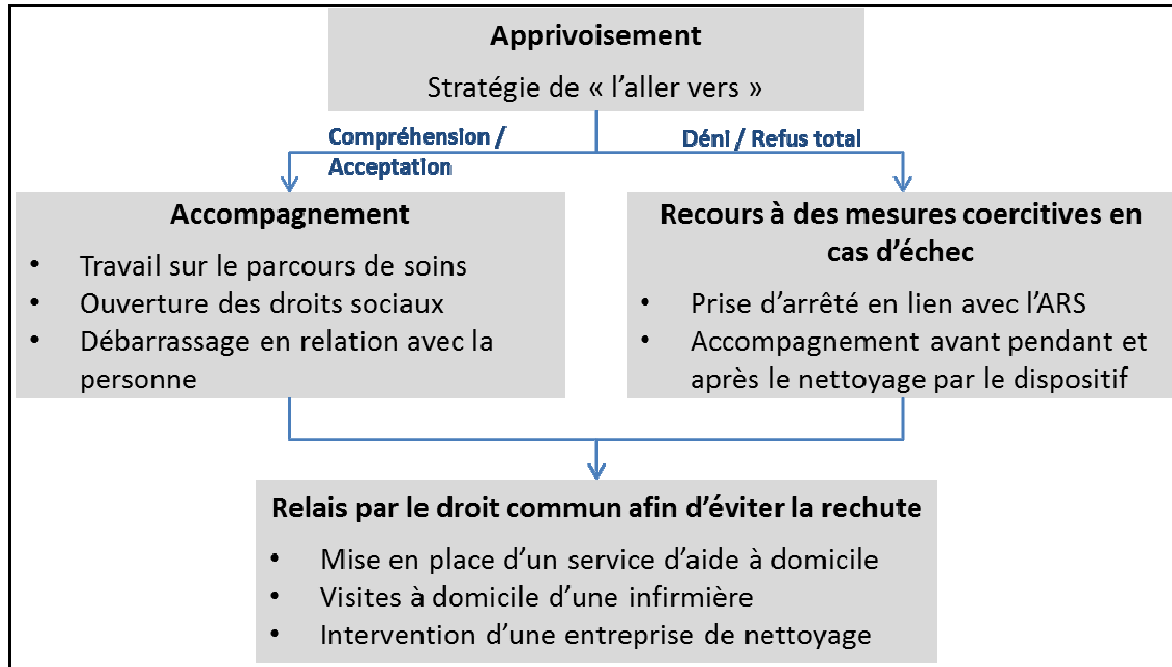 Apprivoisement
Stratégie de « l'aller vers »
Compréhension /
Acceptation
Déni / Refus total
Accompagnement
• Travail sur le parcours de soins
• Ouverture des droits sociaux
• Débarrassage en relation avec la
personne
Recours à des mesures coercitives en
cas d'échec
• Prise d'arrêté en lien avec l'ARS
• Accompagnement avant pendant et
après le nettoyage par le dispositif
Relais par le droit commun afin d'éviter la rechute
• Mise en place d'un service d'aide à domicile
• Visites à domicile d'une infirmière
• Intervention d'une entreprise de nettoyage